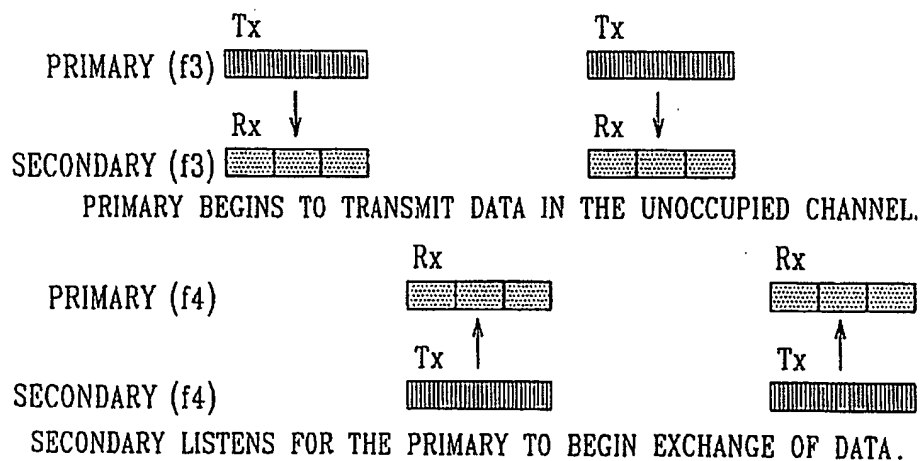 Tx Tx
PRIMARY (f3)
Rx Rx
SECONDARY (f3)
PRIMARY BEGINS TO TRANSMIT DATA IN THE UNOCCUPIED CHANNEL.
Rx Rx
PRIMARY (f4)
Tx Tx
SECONDARY (f4)
SECONDARY LISTENS FOR THE PRIMARY TO BEGIN EXCHANGE OF DATA.